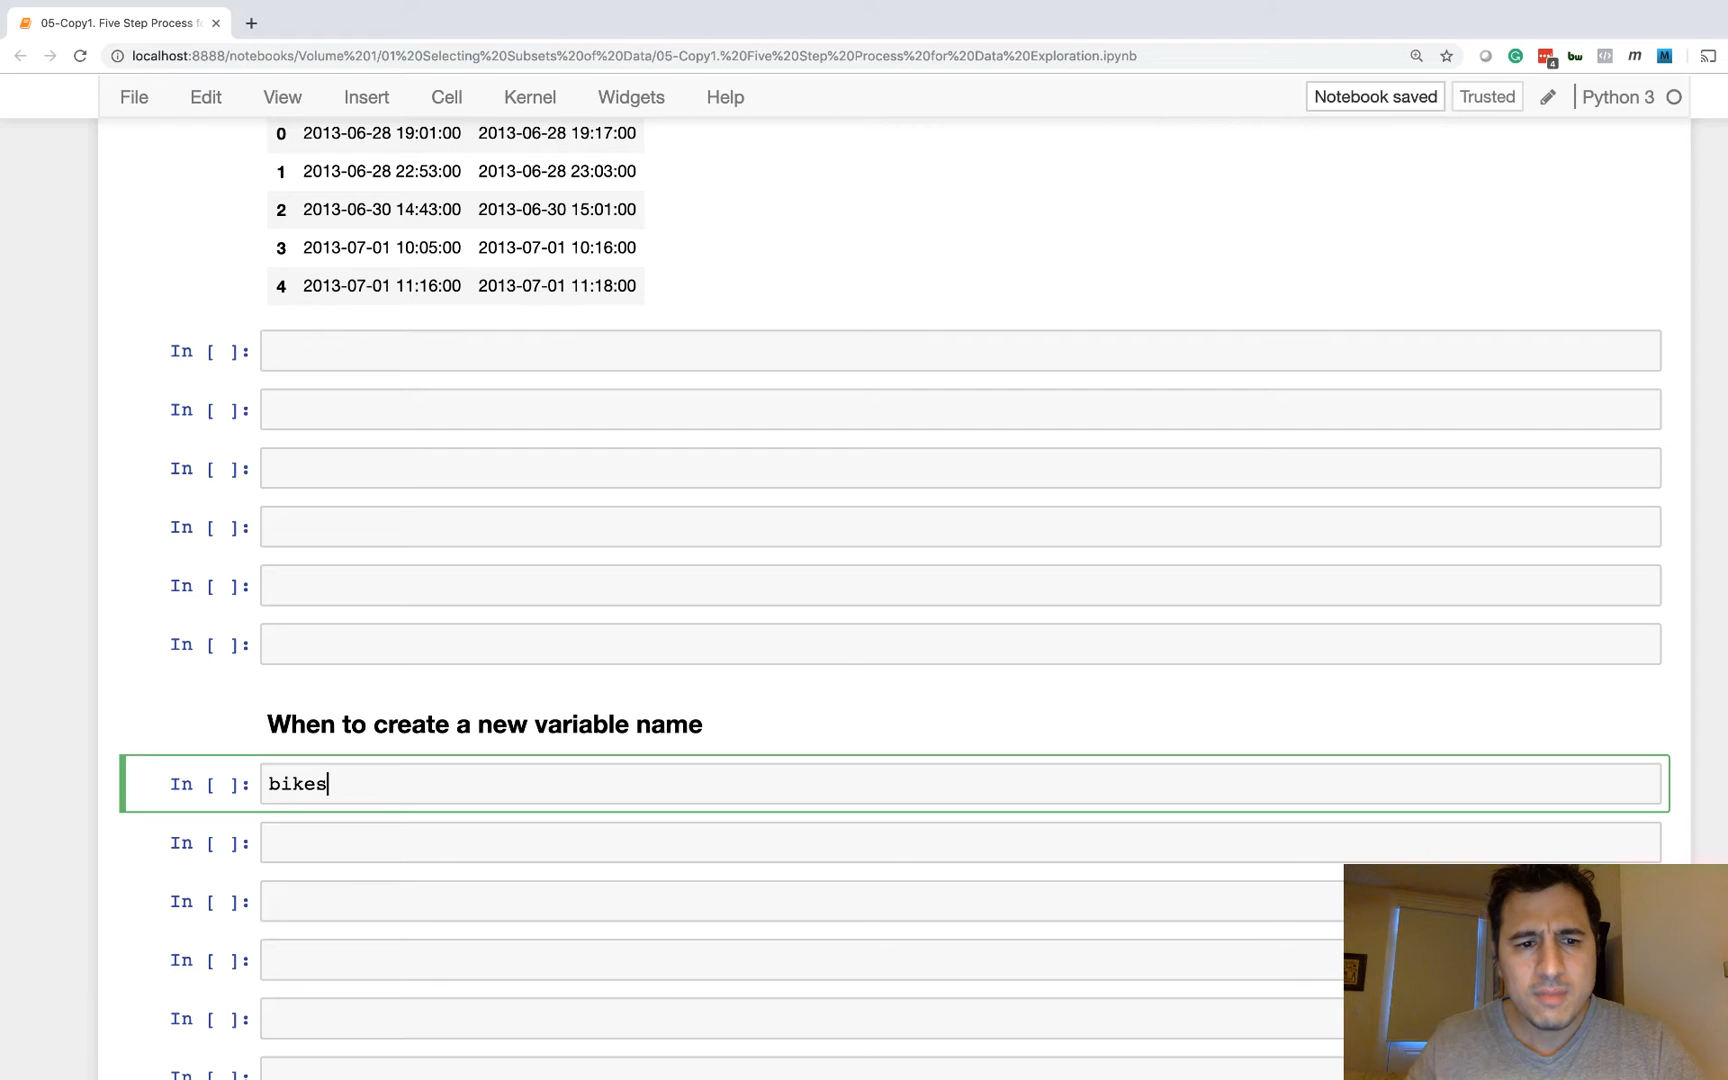 05-Copy1. Five Step Process fo
localhost:8888/notebooks/Volume%201/01%20Selecting%20Subsets%20of%20Data/05-Copy1.%20Five%20Step%20Process%20for%20Data%20Exploration.ipynb
4 bw m M
File Edit View Insert Cell Kernel Widgets Help Notebook saved Trusted Python 3
0 2013-06-28 19:01:00 2013-06-28 19:17:00
1 2013-06-28 22:53:00 2013-06-28 23:03:00
2 2013-06-30 14:43:00 2013-06-30 15:01:00
3 2013-07-01 10:05:00 2013-07-01 10:16:00
4 2013-07-01 11:16:00 2013-07-01 11:18:00
In [ ]:
In [ ]:
In [ ]:
In [ ]:
In [ ]:
In [ ]:
When to create a new variable name
In [ ]: bikes
In [ ]:
In [ ]:
In [ ]:
In [ ]:
In [ ]: